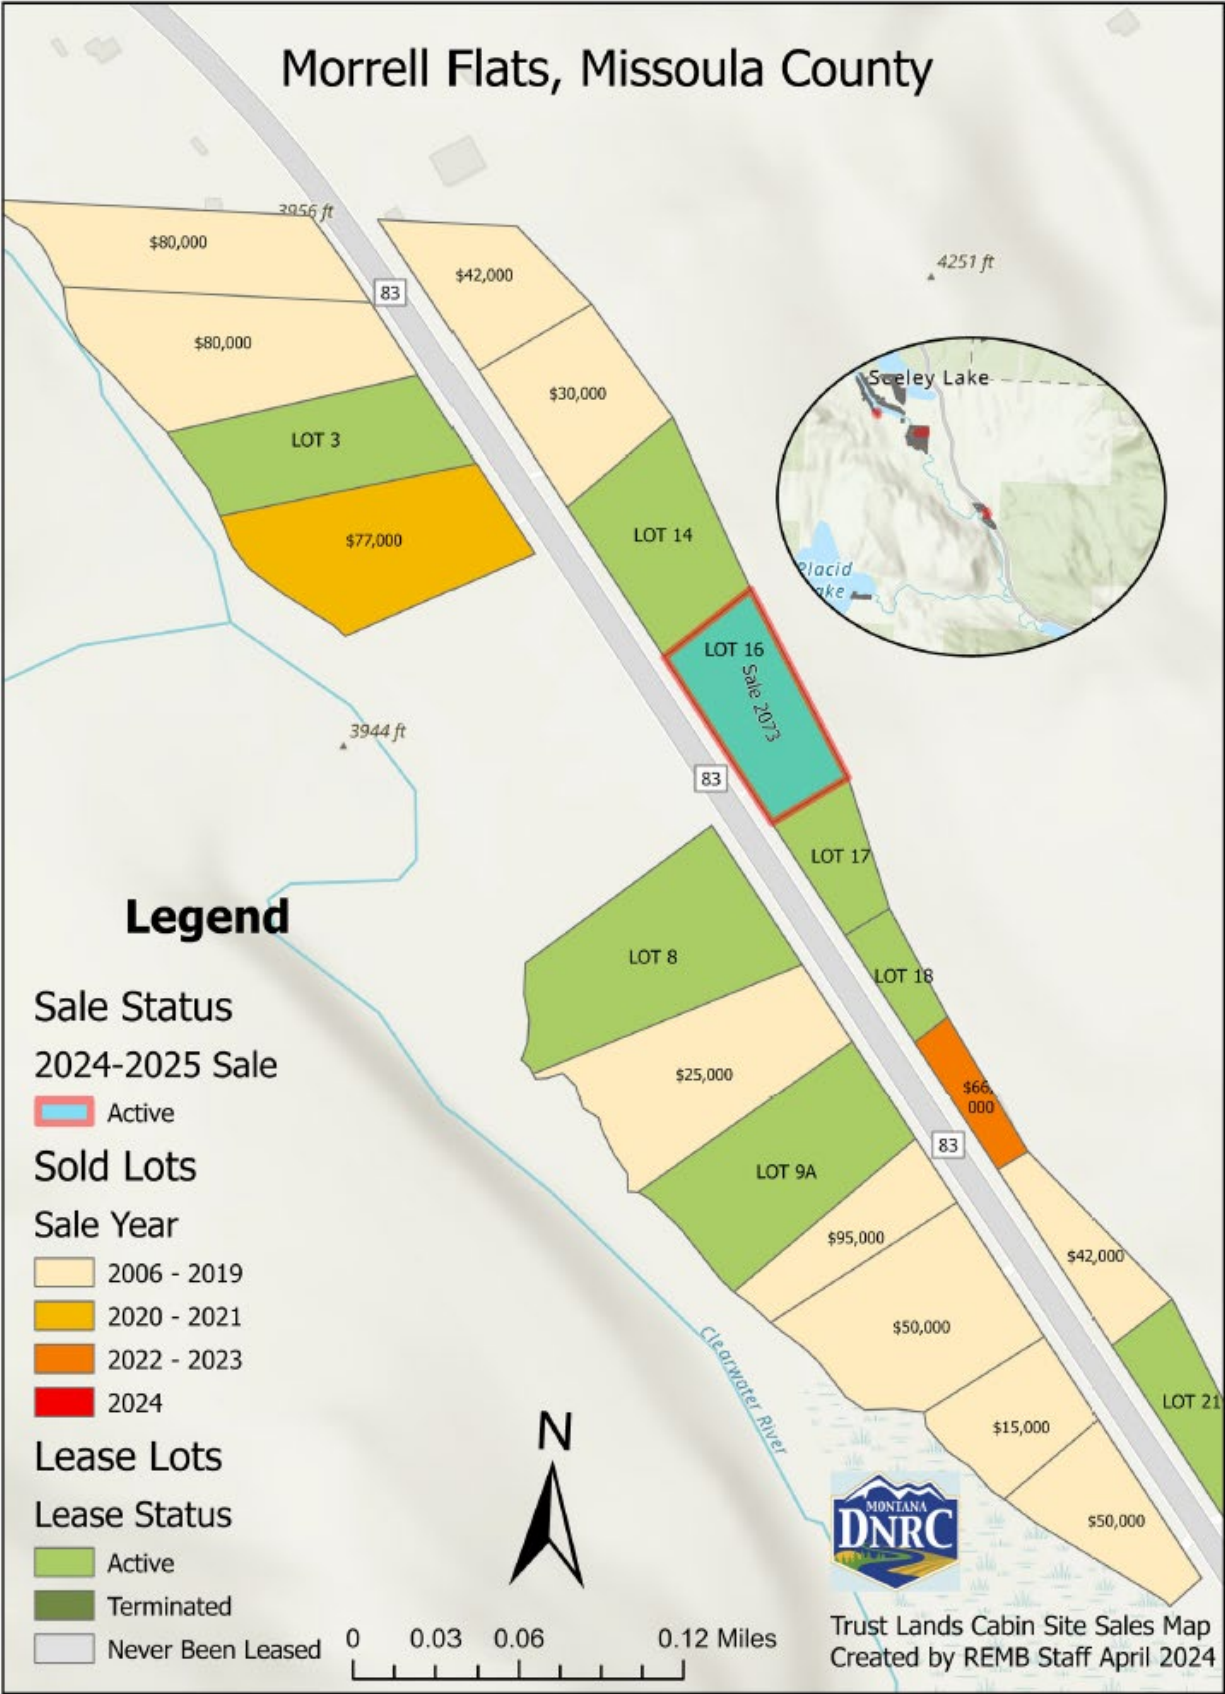 Morrell Flats, Missoula County
3956 ft
$80,000
$42,000
4251 ft
83
$80,000
$30,000
Seeley Lake
LOT 3
LOT 14
$77,000
Placid
Lake
LOT 16
Sale 2073
3944 ft
83
LOT 17
LOT 8
LOT 18
$25,000
$66,
000
83
LOT 9A
$95,000
$42,000
$50,000
LOT 21
$15,000
$50,000
Clearwater River
Legend
Sale Status
2024-2025 Sale
Active
Sold Lots
Sale Year
2006 - 2019
2020 - 2021
2022 - 2023
2024
Lease Lots
Lease Status
Active
Terminated
Never Been Leased
N
0 0.03 0.06 0.12 Miles
MONTANA
DNRC
Trust Lands Cabin Site Sales Map
Created by REMB Staff April 2024